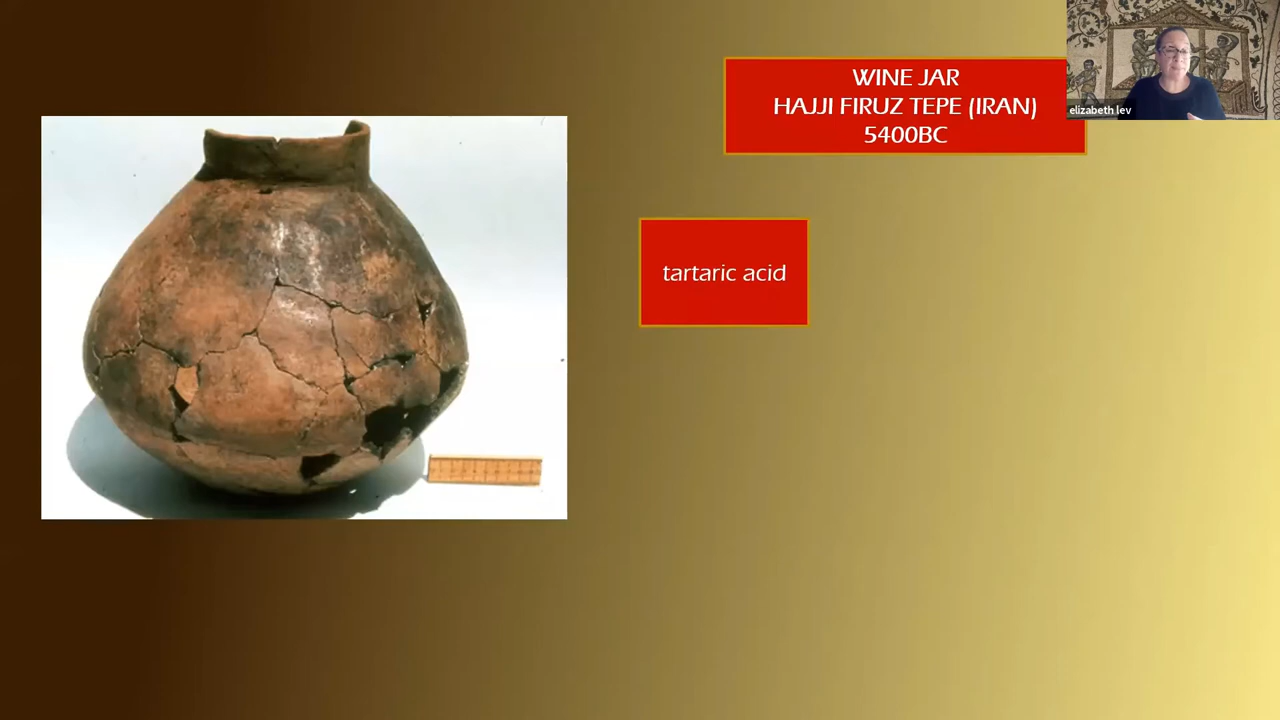 WINE JAR
HAJJI FIRUZ TEPE (IRAN)
5400BC
elizabeth lev
tartaric acid